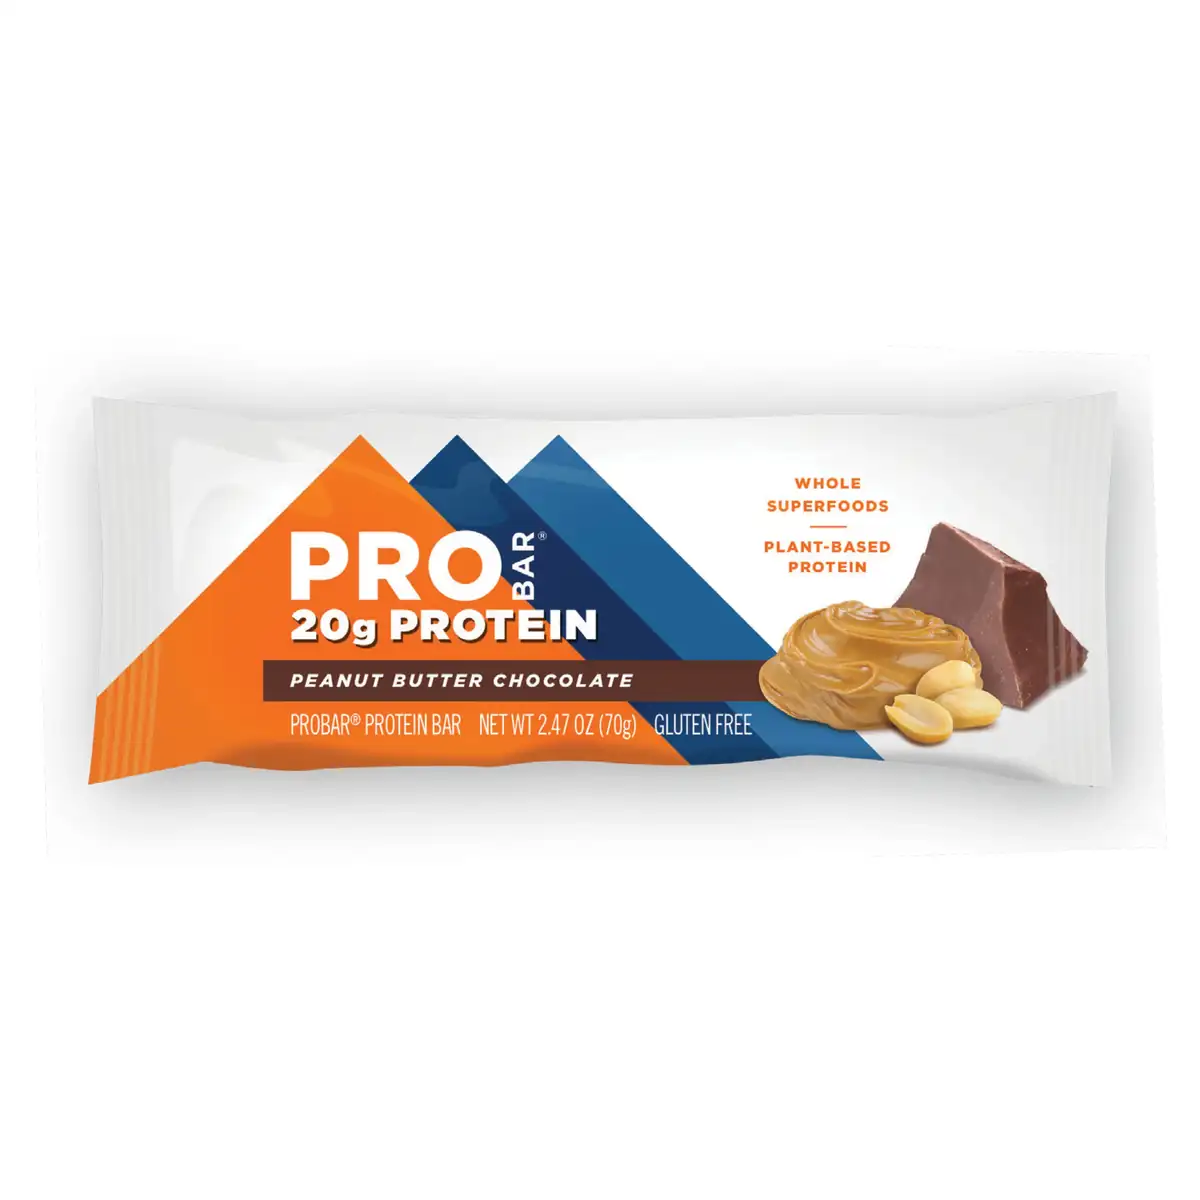 PRO BAR®
20g PROTEIN
PEANUT BUTTER CHOCOLATE
PROBAR® PROTEIN BAR NET WT 2.47 OZ (70g) GLUTEN FREE
WHOLE
SUPERFOODS
PLANT-BASED
PROTEIN